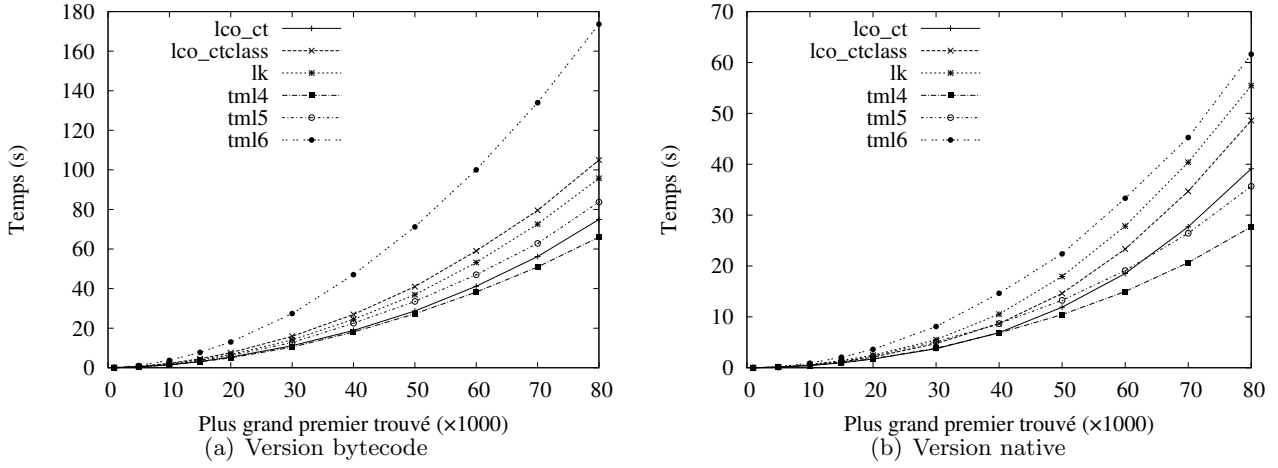 180
160
140
120
100
80
60
40
20
0
Temps (s)
lco_ct
lco_ctclass
lk
tml4
tml5
tml6
0 10 20 30 40 50 60 70 80
Plus grand premier trouvé (×1000)
(a) Version bytecode
70
60
50
40
30
20
10
0
Temps (s)
lco_ct
lco_ctclass
lk
tml4
tml5
tml6
0 10 20 30 40 50 60 70 80
Plus grand premier trouvé (×1000)
(b) Version native